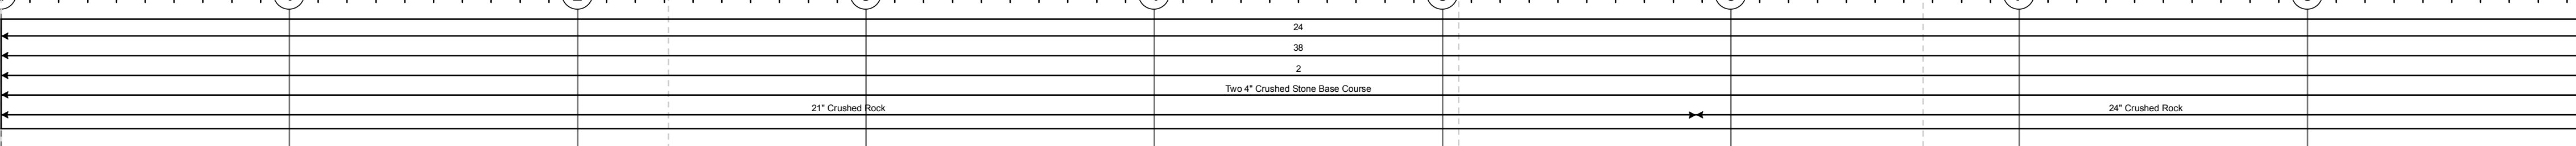 24
38
2
Two 4" Crushed Stone Base Course
21" Crushed Rock
24" Crushed Rock